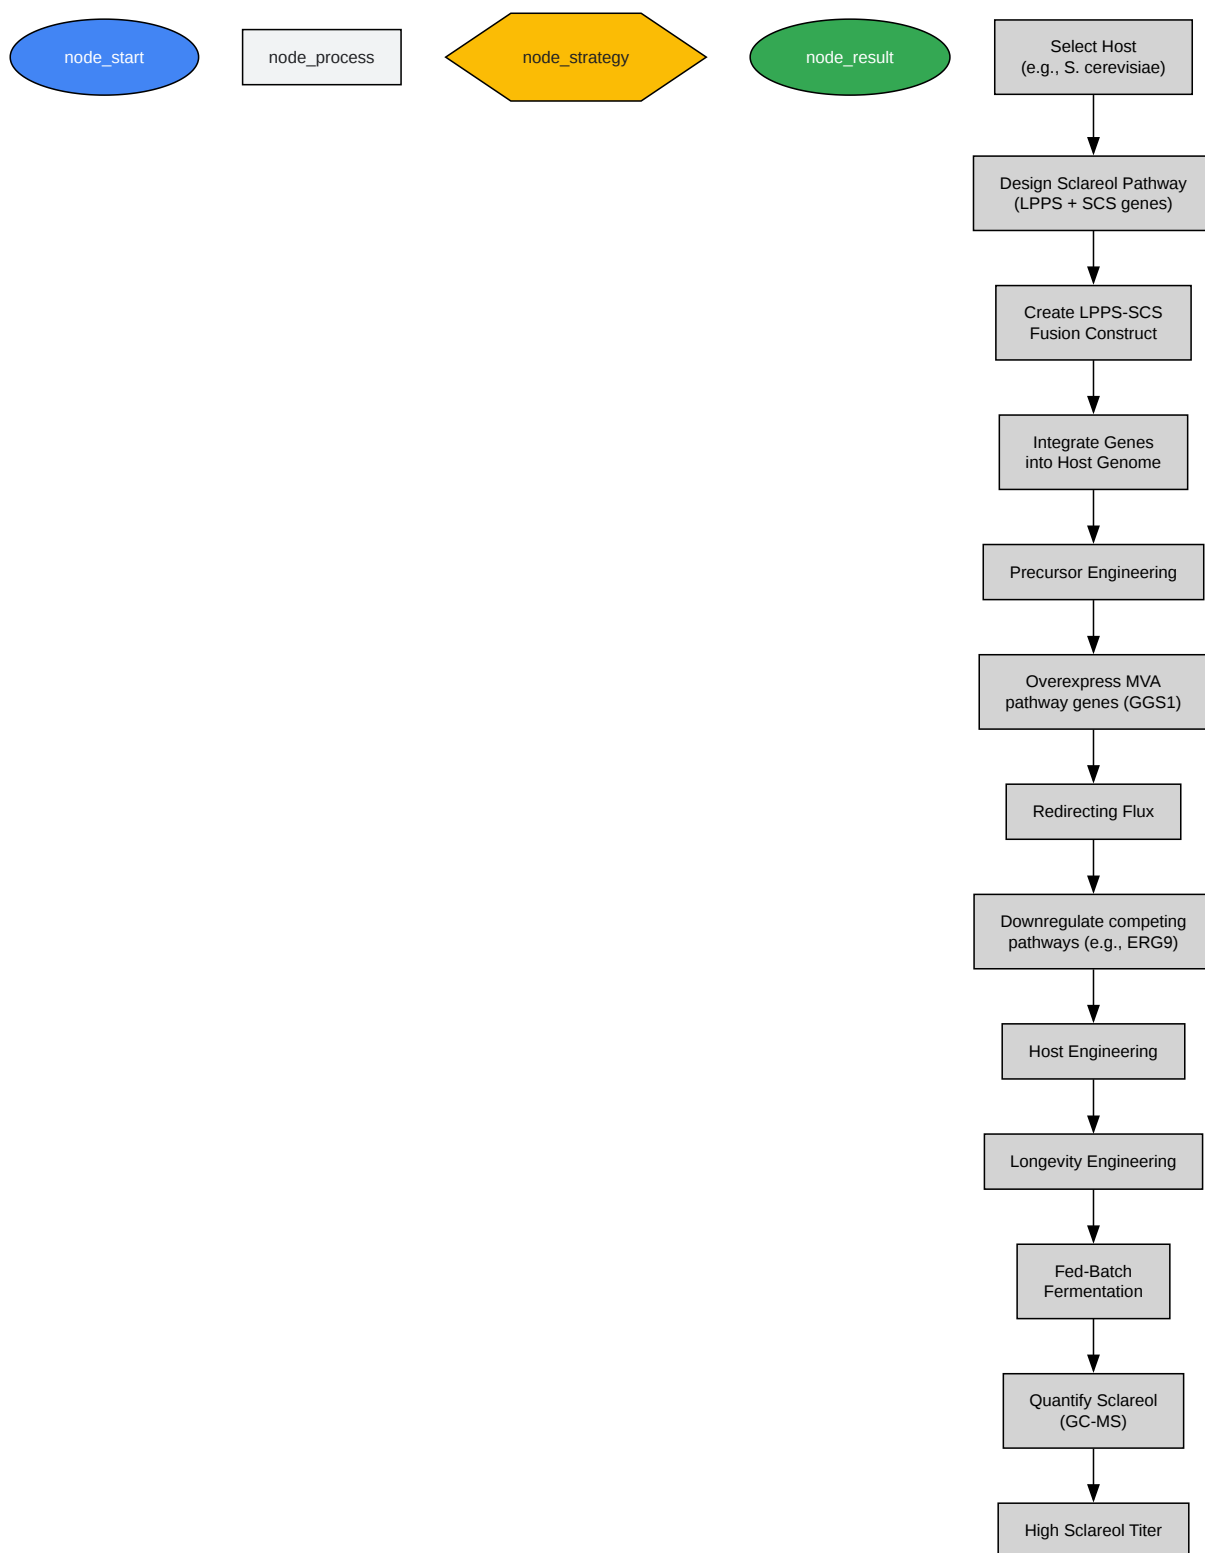 node_start
node_process
node_strategy
node_result
Select Host
(e.g., S. cerevisiae)
Design Sclareol Pathway
(LPPS + SCS genes)
Create LPPS-SCS
Fusion Construct
Integrate Genes
into Host Genome
Precursor Engineering
Overexpress MVA
pathway genes (GGS1)
Redirecting Flux
Downregulate competing
pathways (e.g., ERG9)
Host Engineering
Longevity Engineering
Fed-Batch
Fermentation
Quantify Sclareol
(GC-MS)
High Sclareol Titer